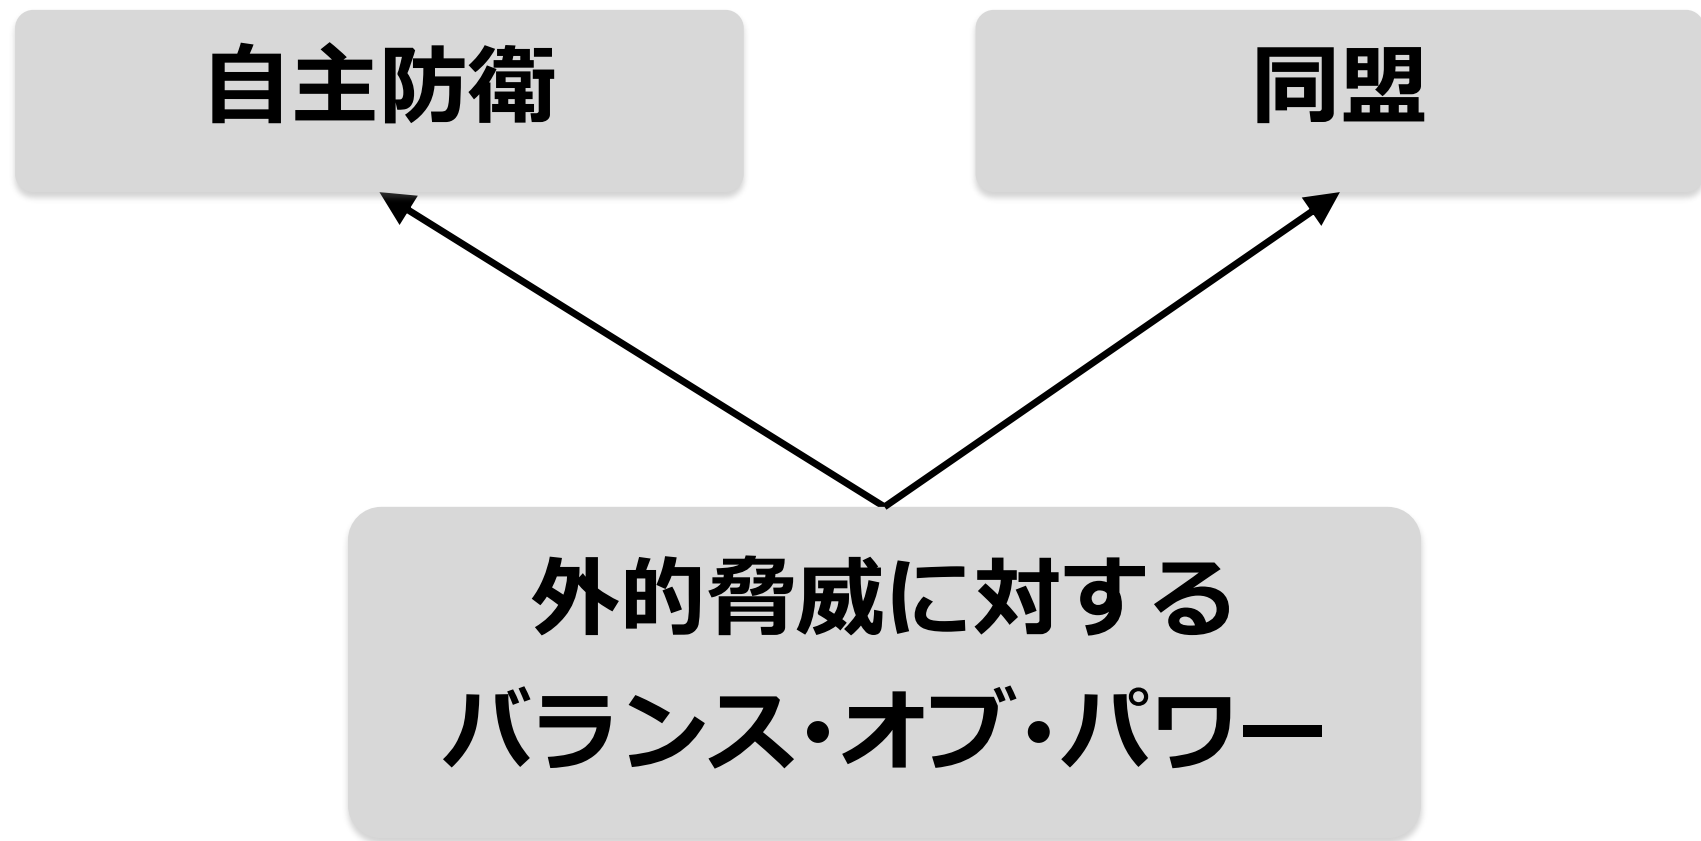 自主防衛
同盟
外的脅威に対する
バランス・オブ・パワー